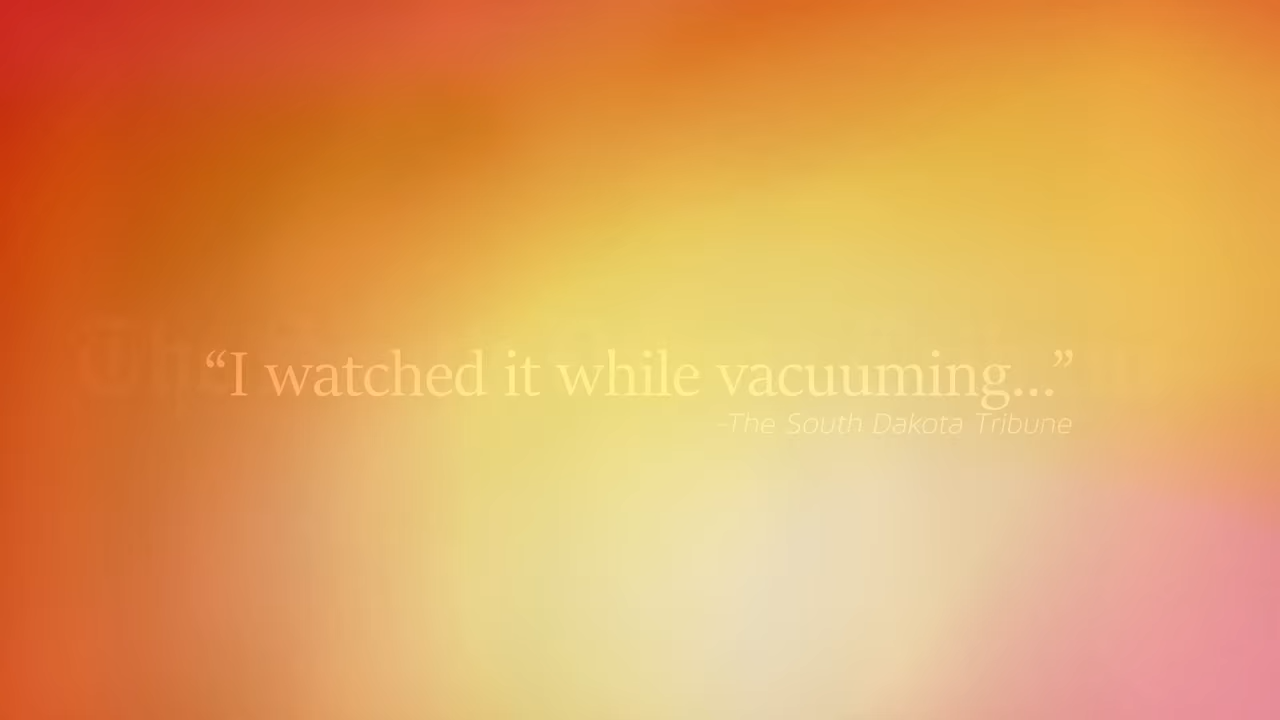 “I watched it while vacuuming...”
–The South Dakota Tribune